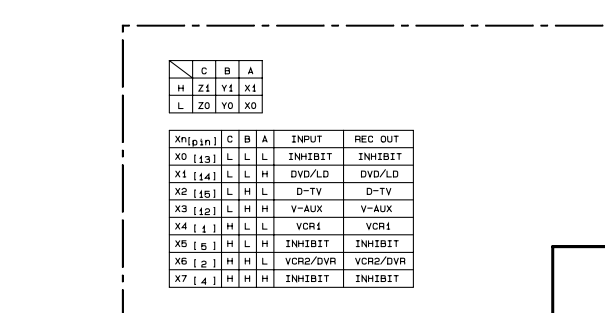 C B A
H Z1 Y1 X1
L Z0 Y0 X0
Xn[pin] C B A INPUT REC OUT
X0 [13] L L L INHIBIT INHIBIT
X1 [14] L L H DVD/LD DVD/LD
X2 [15] L H L D-TV D-TV
X3 [12] L H H V-AUX V-AUX
X4 [ 1 ] H L L VCR1 VCR1
X5 [ 5 ] H L H INHIBIT INHIBIT
X6 [ 2 ] H H L VCR2/DVR VCR2/DVR
X7 [ 4 ] H H H INHIBIT INHIBIT